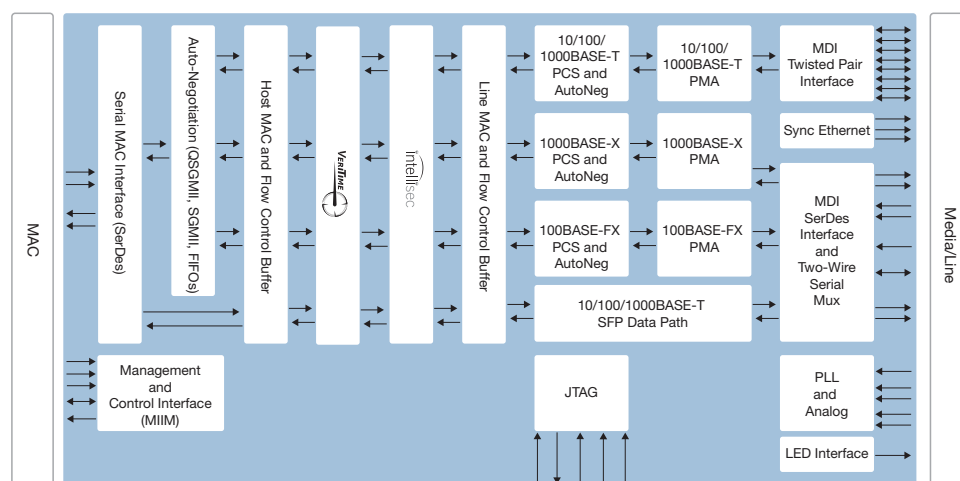 MAC
Serial MAC Interface (SerDes)
Auto-Negotiation (QSGMII, SGMII, FIFOs)
Host MAC and Flow Control Buffer
VERITIME
intellisec
Line MAC and Flow Control Buffer
10/100/
1000BASE-T
PCS and
AutoNeg
10/100/
1000BASE-T
PMA
MDI
Twisted Pair
Interface
Sync Ethernet
1000BASE-X
PCS and
AutoNeg
1000BASE-X
PMA
MDI
SerDes
Interface
and
Two-Wire
Serial
Mux
100BASE-FX
PCS and
AutoNeg
100BASE-FX
PMA
10/100/1000BASE-T
SFP Data Path
Management
and
Control Interface
(MIIM)
JTAG
PLL
and
Analog
LED Interface
Media/Line